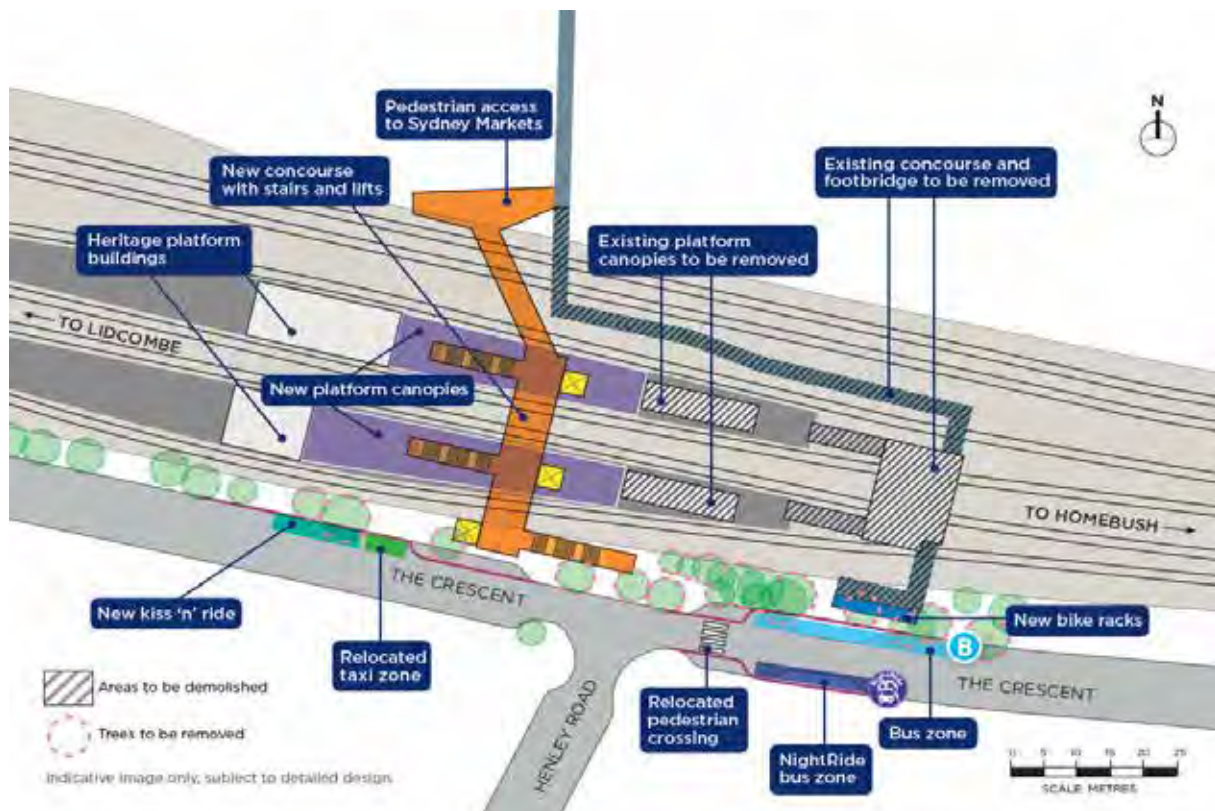 Pedestrian access
to Sydney Markets
N
New concourse
with stairs and lifts
Existing concourse and
footbridge to be removed
Heritage platform
buildings
Existing platform
canopies to be removed
TO LIDCOMBE
New platform canopies
TO HOMEBUSH
THE CRESCENT
New kiss 'n' ride
New bike racks
Relocated
taxi zone
B
THE CRESCENT
Areas to be demolished
Relocated
pedestrian
crossing
Bus zone
Trees to be removed
HENLEY ROAD
NightRide
bus zone
0 5 10 15 20 25
SCALE METRES
Indicative image only, subject to detailed design.